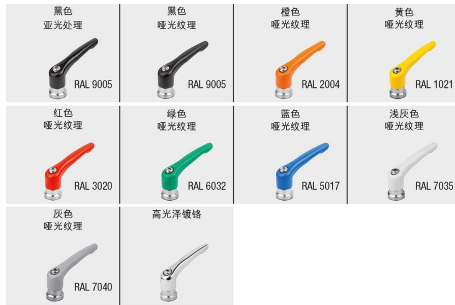 黑色
亚光处理
RAL 9005
黑色
哑光纹理
RAL 9005
橙色
哑光纹理
RAL 2004
黄色
哑光纹理
RAL 1021
红色
哑光纹理
RAL 3020
绿色
哑光纹理
RAL 6032
蓝色
哑光纹理
RAL 5017
浅灰色
哑光纹理
RAL 7035
灰色
哑光纹理
RAL 7040
高光泽镀铬